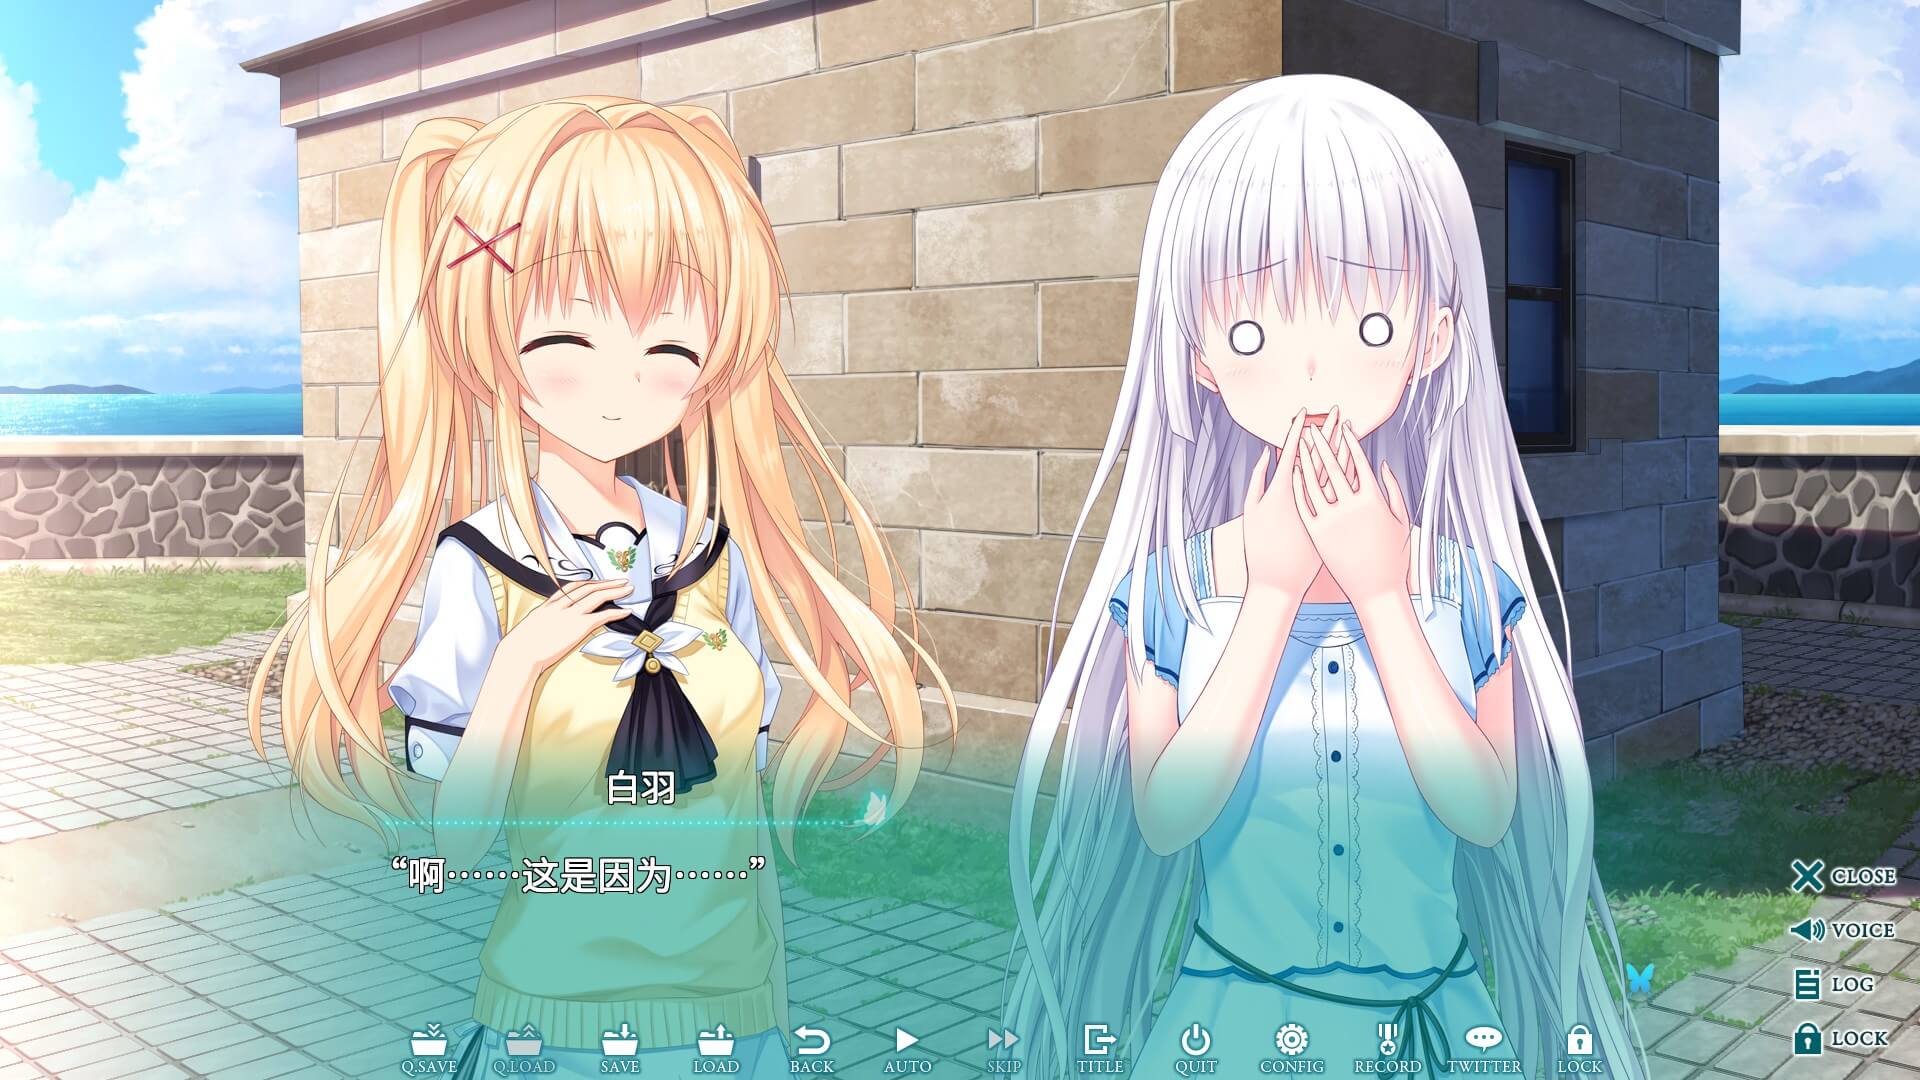 白羽
“啊……这是因为……”
CLOSE
VOICE
LOG
LOCK
Q.SAVE Q.LOAD SAVE LOAD BACK AUTO SKIP TITLE QUIT CONFIG RECORD TWITTER LOCK